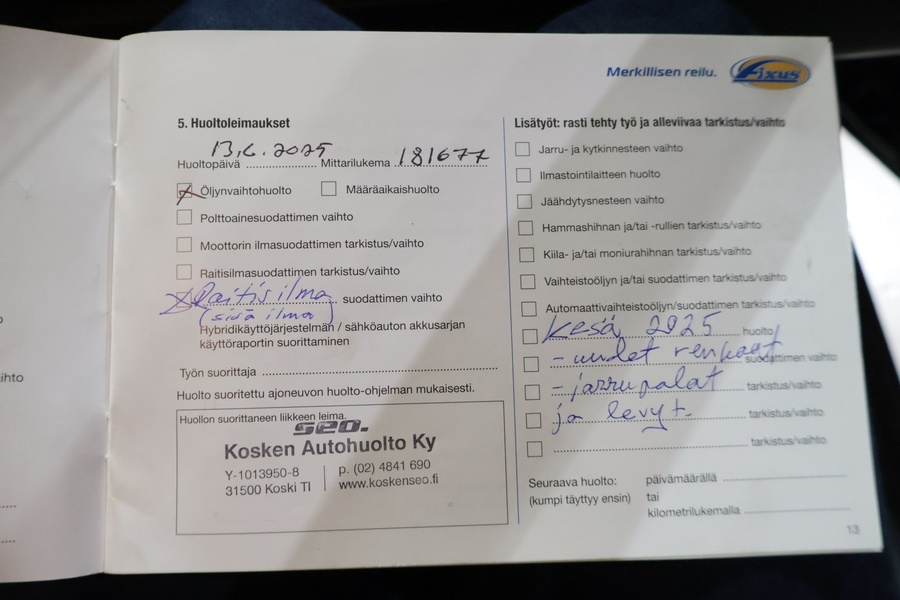 Merkillisen reilu. Fixus
5. Huoltoleimaukset
Huoltopäivä 13.6.2025 Mittarilukema 181677
Öljynvaihtohuolto Määräaikaishuolto
Polttoainesuodattimen vaihto
Moottorin ilmasuodattimen tarkistus/vaihto
Raitisilmasuodattimen tarkistus/vaihto
Raitisilma suodattimen vaihto
(sisä ilma)
Hybridikäyttöjärjestelmän / sähköauton akkusarjan
käyttöraportin suorittaminen
Työn suorittaja
Huolto suoritettu ajoneuvon huolto-ohjelman mukaisesti.
Huollon suorittaneen liikkeen leima.
seo.
Kosken Autohuolto Ky
Y-1013950-8 p. (02) 4841 690
31500 Koski Tl www.koskenseo.fi
Lisätyöt: rasti tehty työ ja alleviivaa tarkistus/vaihto
Jarru- ja kytkinnesteen vaihto
Ilmastointilaitteen huolto
Jäähdytysnesteen vaihto
Hammashihnan ja/tai -rullien tarkistus/vaihto
Kiila- ja/tai moniurahihnan tarkistus/vaihto
Vaihteistoöljyn ja/tai suodattimen tarkistus/vaihto
Automaattivaihteistoöljyn/suodattimen tarkistus/vaihto
Kesä 2025 huolto
- uudet renkaat suodattimen vaihto
- jarrupalat tarkistus/vaihto
ja levyt. tarkistus/vaihto
tarkistus/vaihto
Seuraava huolto: päivämäärällä
(kumpi täyttyy ensin) tai
kilometrilukemalla
13
ihto